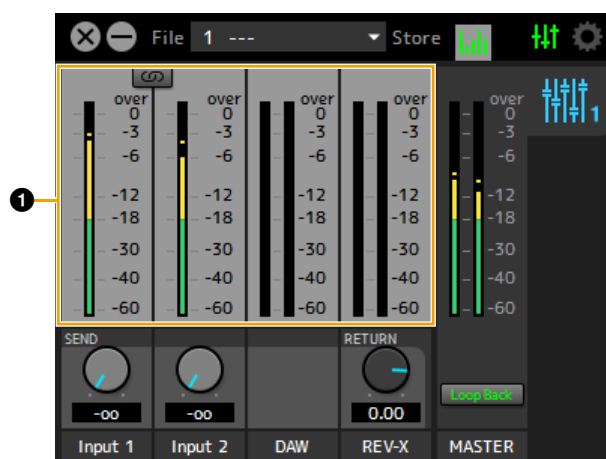 File 1 --- Store
over over over over over
0 0 0 0 0
-3 -3 -3 -3 -3
-6 -6 -6 -6 -6
1
❶
-12 -12 -12 -12 -12
-18 -18 -18 -18 -18
-30 -30 -30 -30 -30
-40 -40 -40 -40 -40
-60 -60 -60 -60 -60
SEND RETURN
Loop Back
-oo -oo 0.00
Input 1 Input 2 DAW REV-X MASTER